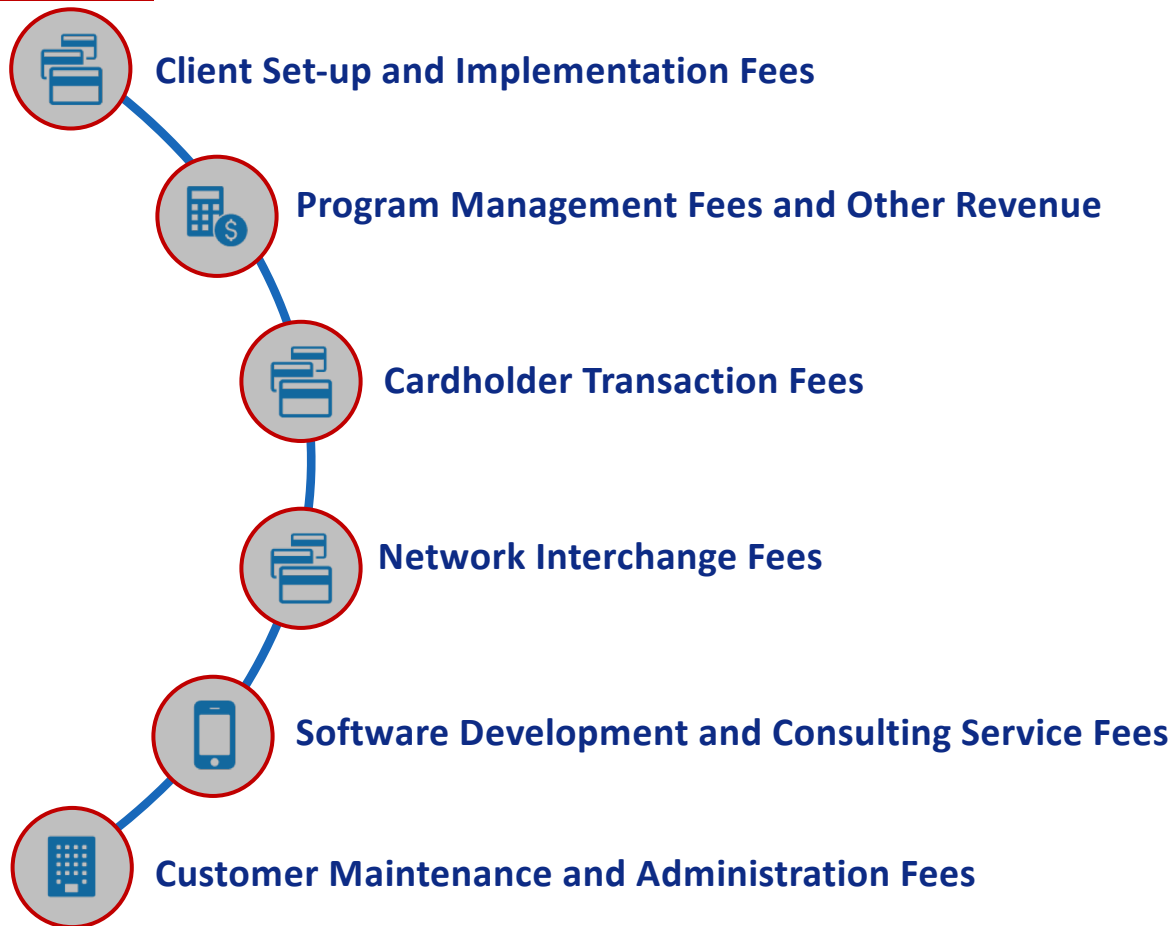 Client Set-up and Implementation Fees
Program Management Fees and Other Revenue
$
Cardholder Transaction Fees
Network Interchange Fees
Software Development and Consulting Service Fees
Customer Maintenance and Administration Fees